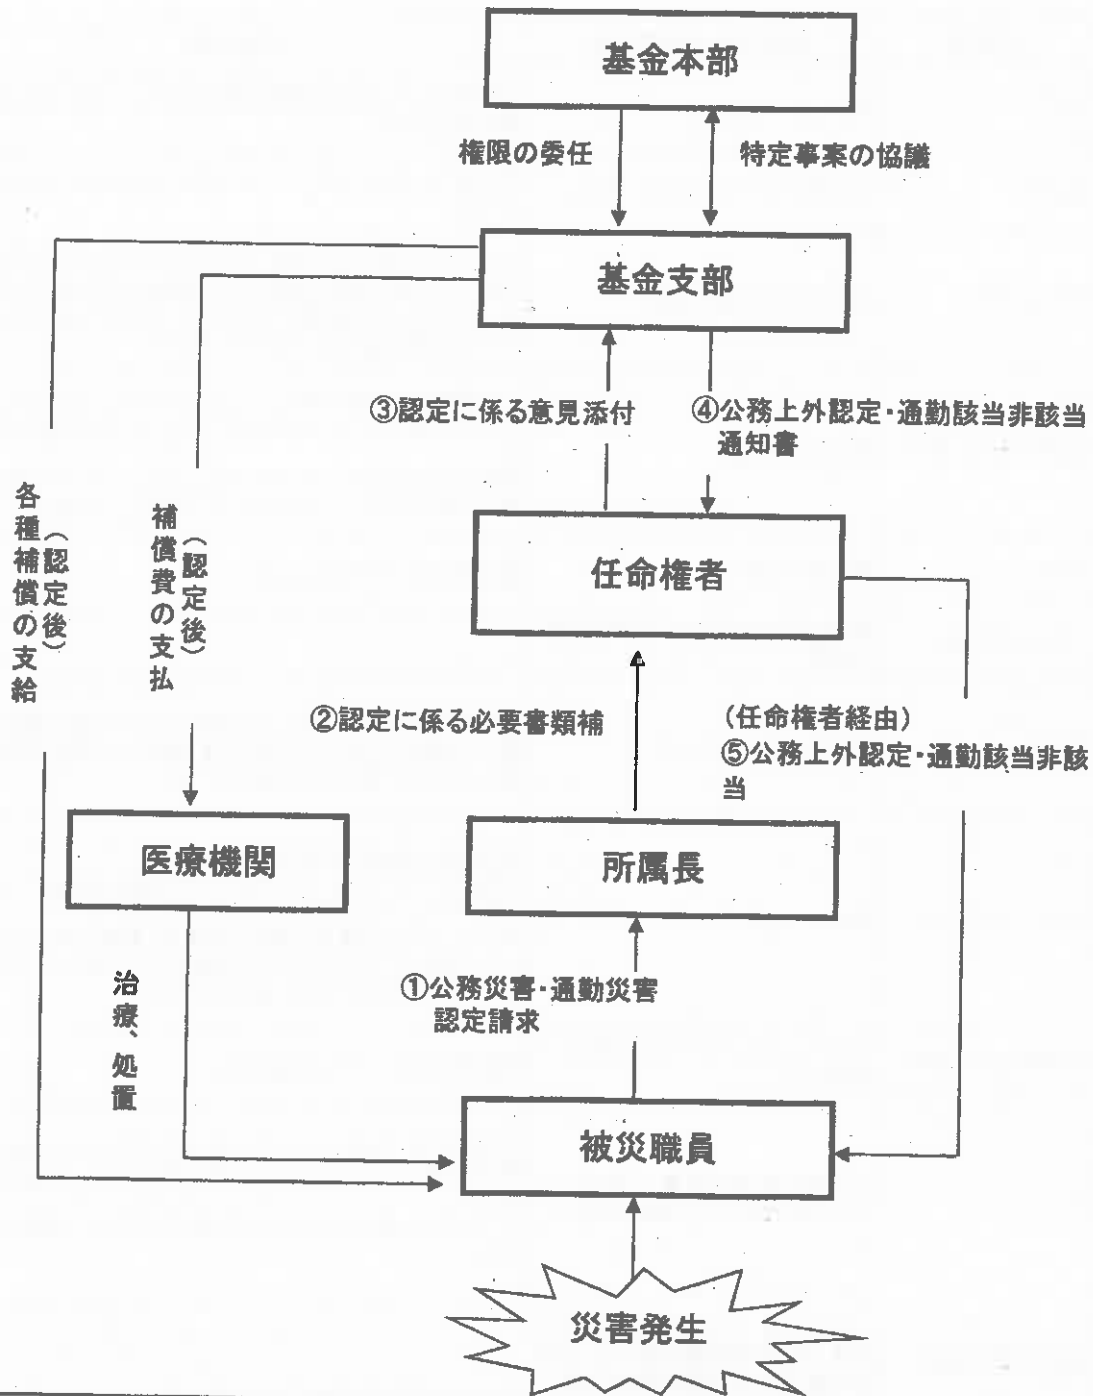 基金本部
権限の委任
特定事案の協議
基金支部
③認定に係る意見添付
④公務上外認定・通勤該当非該当
通知書
各種補償の支給
（認定後）
補償費の支払
（認定後）
任命権者
②認定に係る必要書類補
(任命権者経由)
⑤公務上外認定・通勤該当非該
当
医療機関
所属長
治療、処置
①公務災害・通勤災害
認定請求
被災職員
災害発生